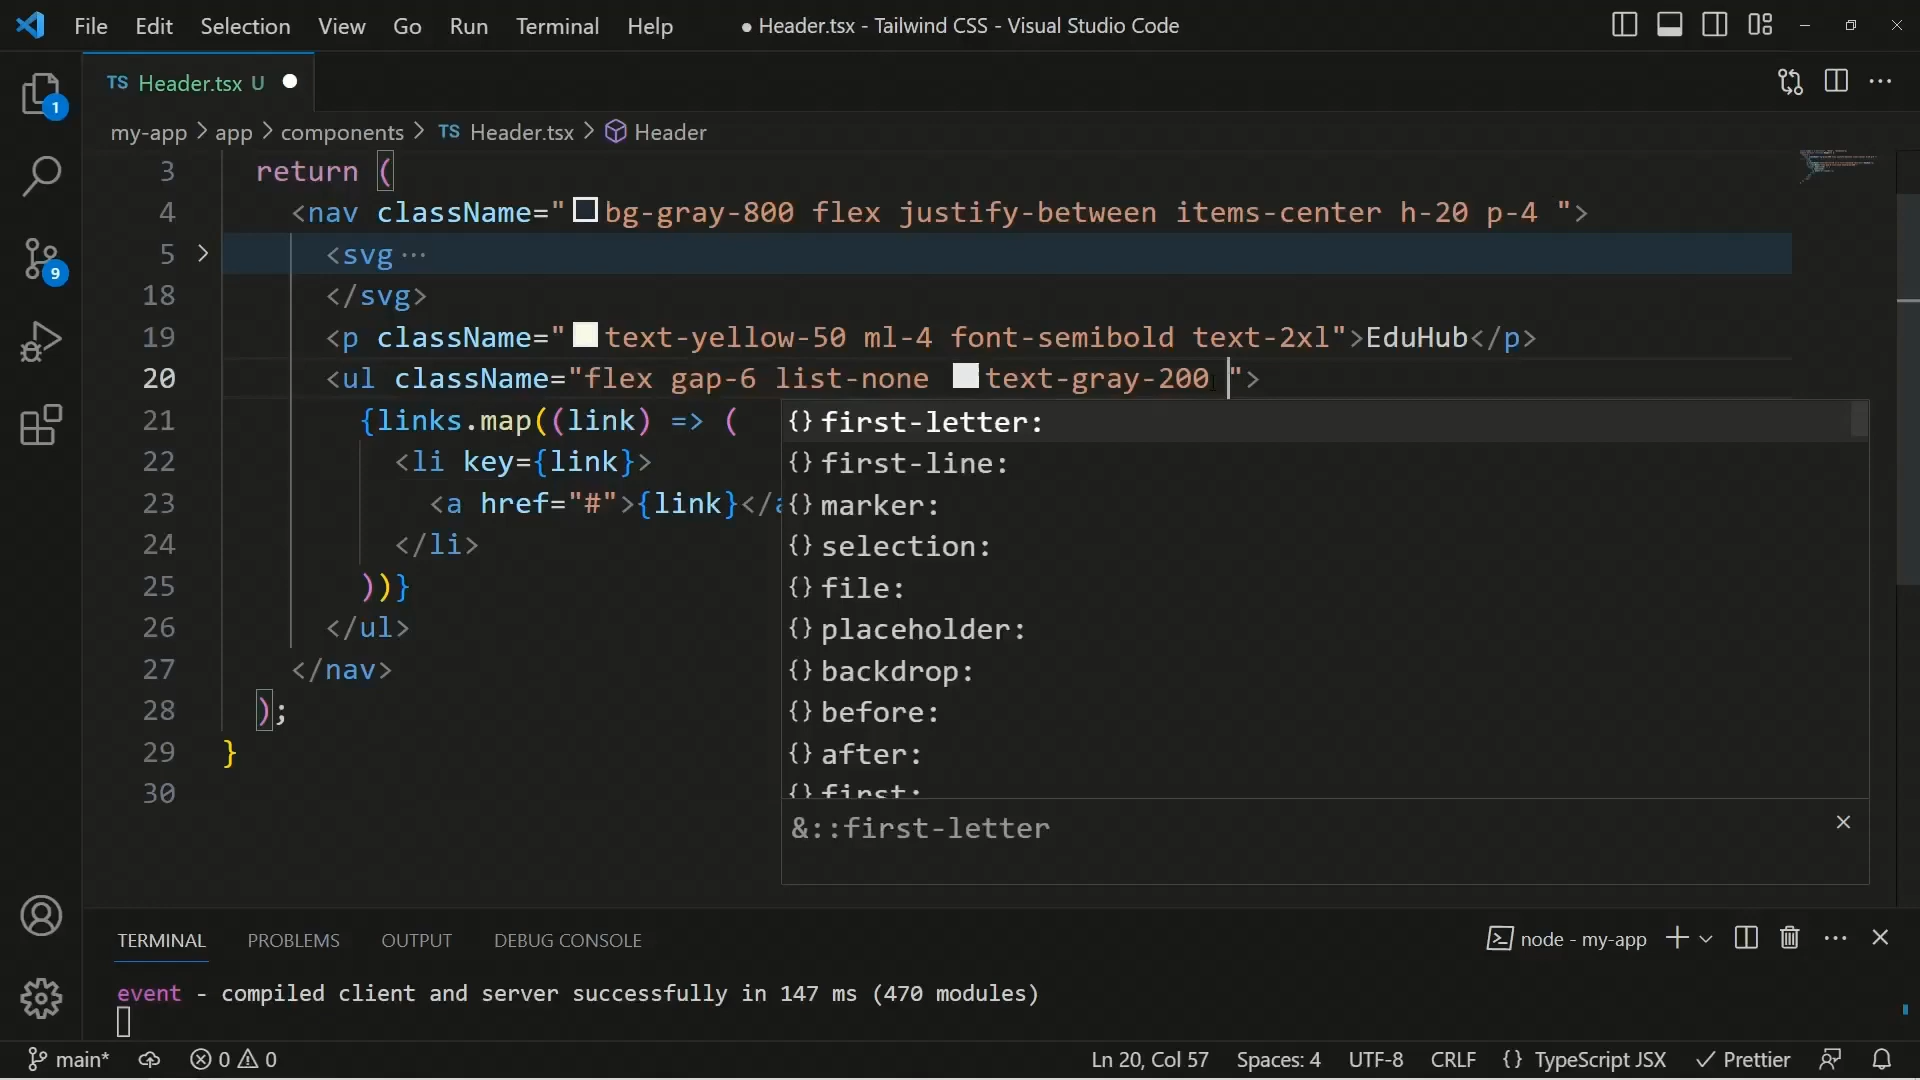 File Edit Selection View Go Run Terminal Help ● Header.tsx - Tailwind CSS - Visual Studio Code
TS Header.tsx U
my-app > app > components > TS Header.tsx > Header
1
9
3 return (
4 <nav className="bg-gray-800 flex justify-between items-center h-20 p-4 ">
5 <svg ···
18 </svg>
19 <p className="text-yellow-50 ml-4 font-semibold text-2xl">EduHub</p>
20 <ul className="flex gap-6 list-none text-gray-200 ">
21 {links.map((link) => (
22 <li key={link}>
23 <a href="#">{link}</a
24 </li>
25 ))}
26 </ul>
27 </nav>
28 );
29 }
30
{} first-letter:
{} first-line:
{} marker:
{} selection:
{} file:
{} placeholder:
{} backdrop:
{} before:
{} after:
{} first:
&::first-letter
TERMINAL PROBLEMS OUTPUT DEBUG CONSOLE node - my-app
event - compiled client and server successfully in 147 ms (470 modules)
main* 0 0 Ln 20, Col 57 Spaces: 4 UTF-8 CRLF {} TypeScript JSX Prettier